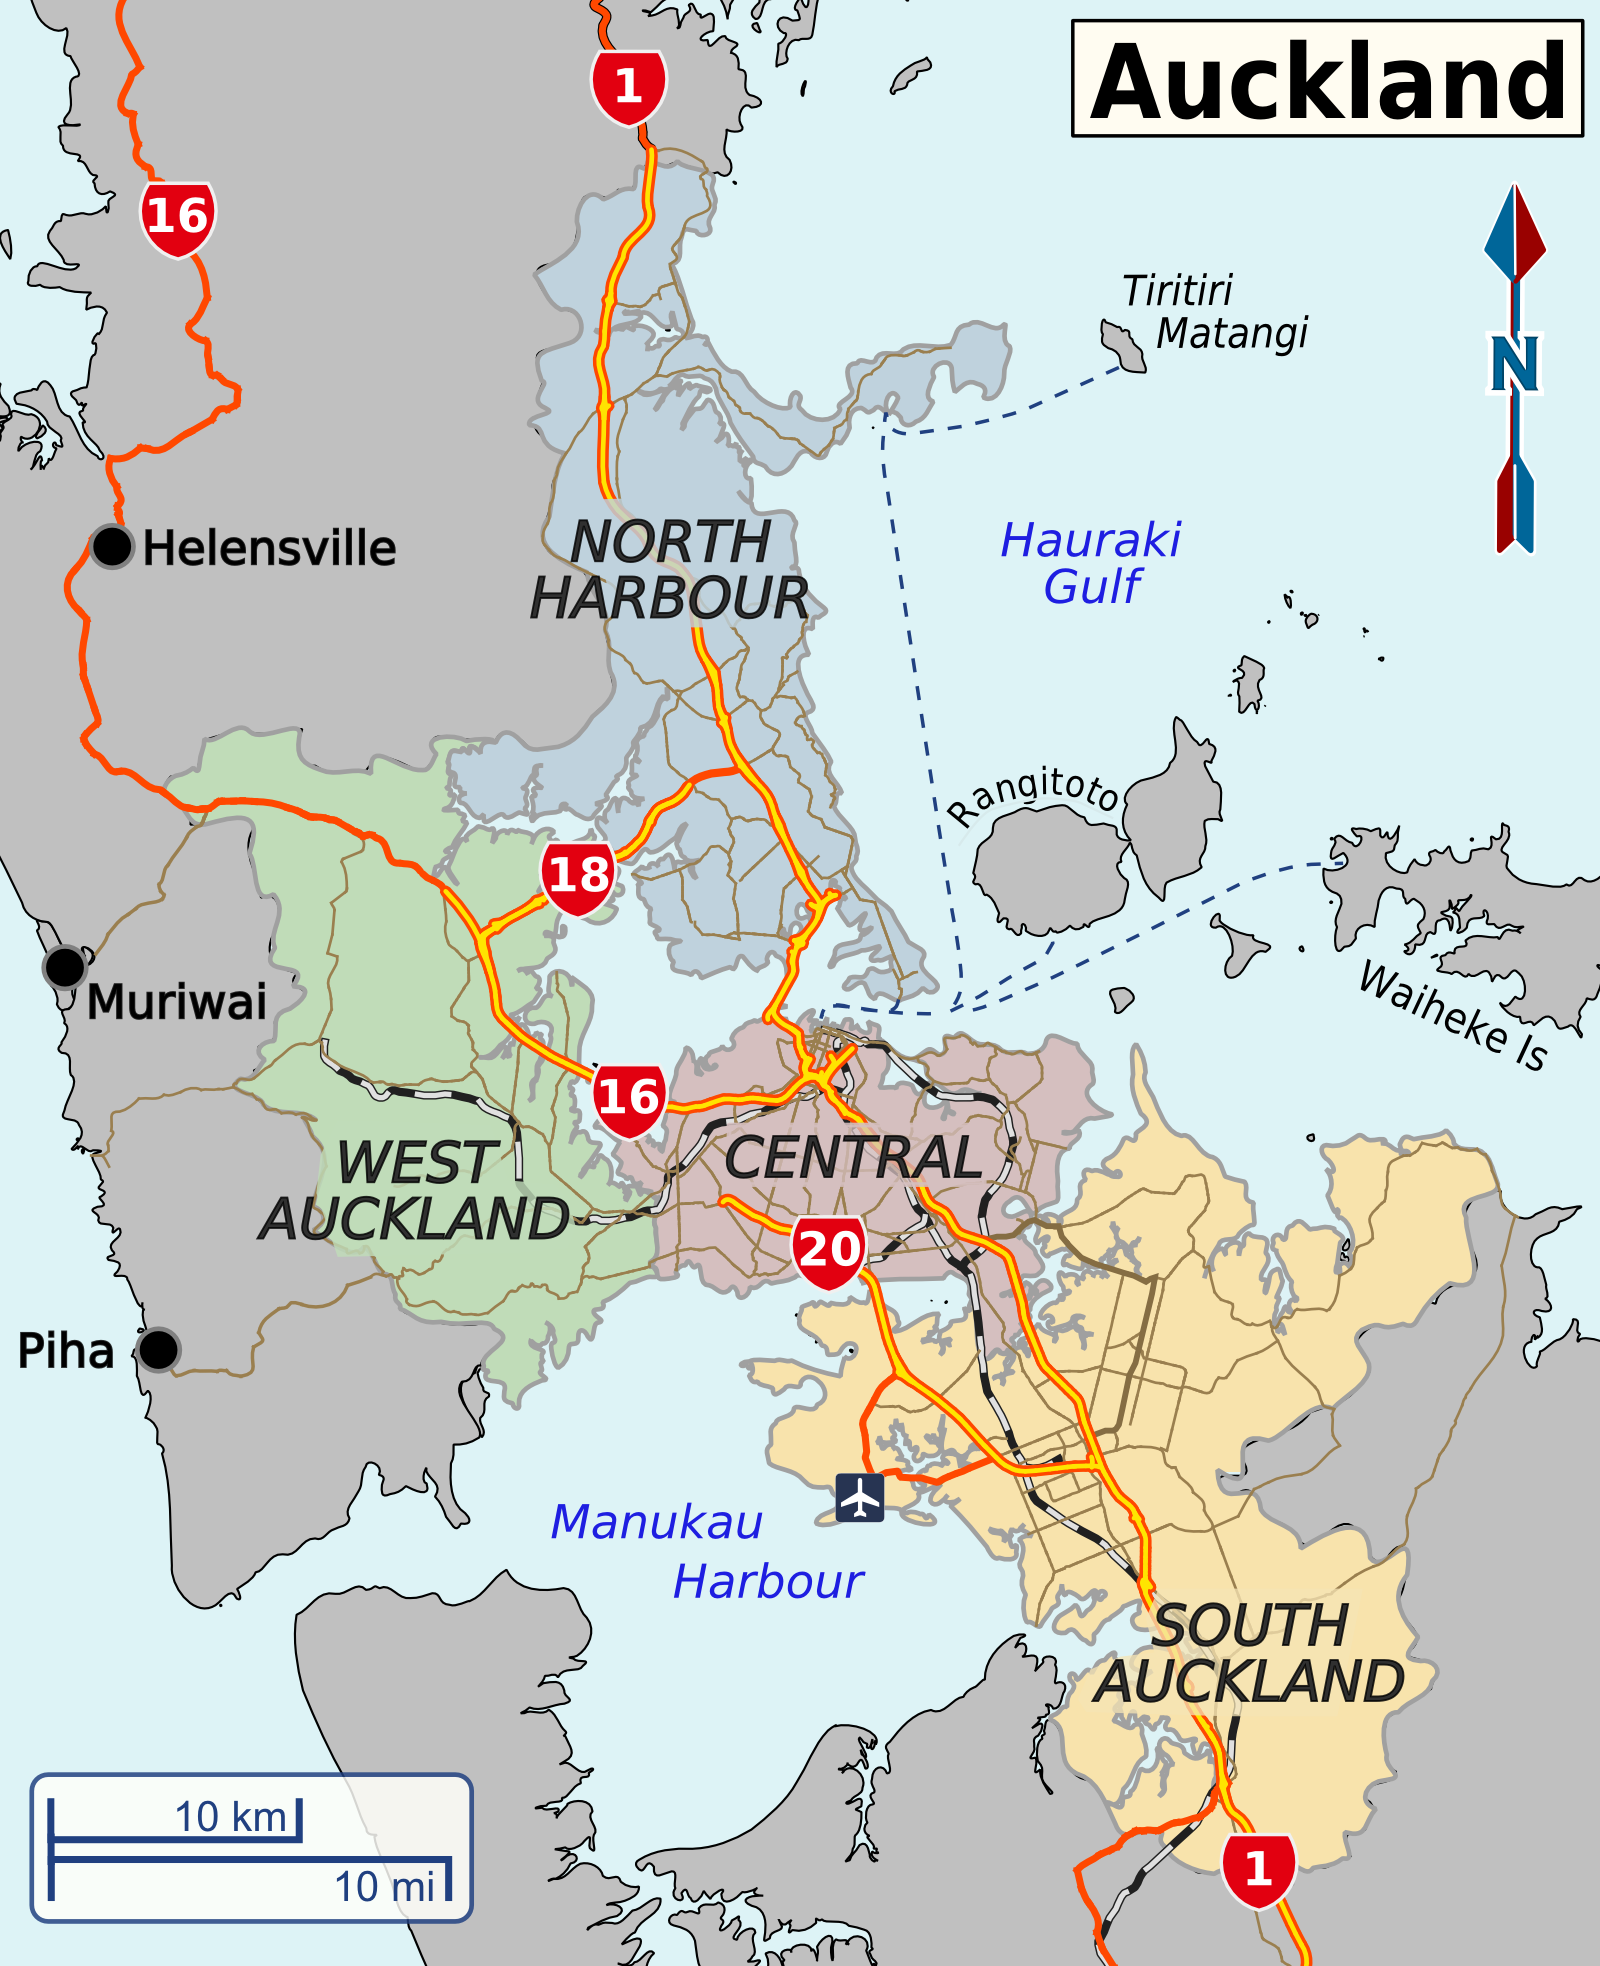 Auckland
1
16
Tiritiri
Matangi
N
Hauraki
Gulf
Helensville
NORTH
HARBOUR
Rangitoto
18
Muriwai
Waiheke Is
16
WEST
AUCKLAND
CENTRAL
20
Piha
Manukau
Harbour
SOUTH
AUCKLAND
10 km
10 mi
1